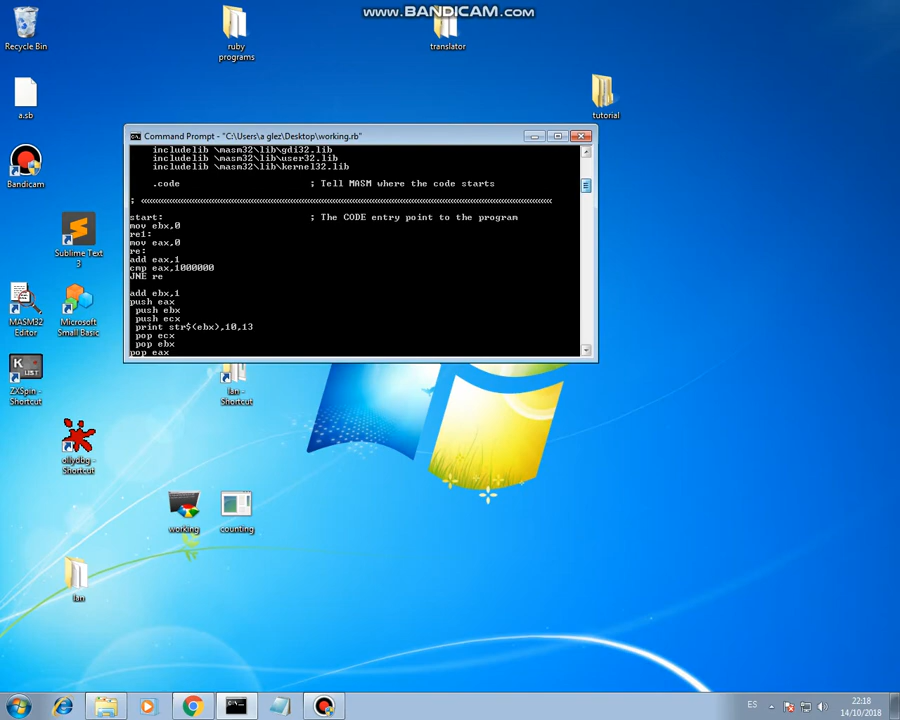 www.BANDICAM.com
Recycle Bin
ruby
programs
translator
a.sb
tutorial
Command Prompt - "C:\Users\a glez\Desktop\working.rb"
includelib \masm32\lib\gdi32.lib
includelib \masm32\lib\user32.lib
includelib \masm32\lib\kernel32.lib
.code ; Tell MASM where the code starts
start: ; The CODE entry point to the program
mov ebx,0
re1:
mov eax,0
re:
add eax,1
cmp eax,1000000
JNE re
add ebx,1
push eax
push ebx
push ecx
print str$(ebx),10,13
pop ecx
pop ebx
pop eax
Bandicam
Sublime Text
3
MASM32
Editor
Microsoft
Small Basic
K
LIST
ZXSpin -
Shortcut
lan -
Shortcut
ollydbg -
Shortcut
working
counting
lan
ES
22:18
14/10/2018